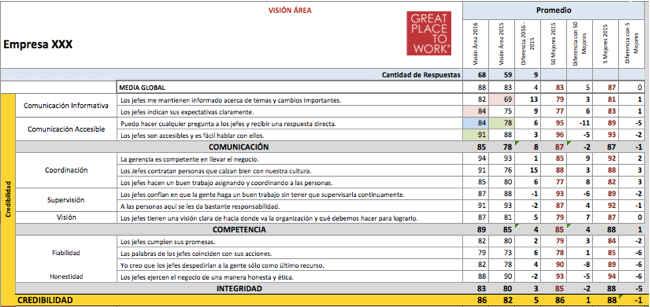 VISIÓN ÁREA
Promedio
GREAT
PLACE
TO
WORK®
Empresa XXX
Visión Área 2016
Visión Área 2015
Diferencia 2016 - 2015
50 Mejores 2015
Diferencia con 50 Mejores
5 Mejores 2015
Diferencia con 5 Mejores
Cantidad de Respuestas 68 59 9
MEDIA GLOBAL 88 83 4 83 5 87 0
Credibilidad
Comunicación Informativa
Los jefes me mantienen informado acerca de temas y cambios importantes. 82 69 13 79 3 81 1
Los jefes indican sus expectativas claramente. 84 75 9 77 6 83 1
Comunicación Accesible
Puedo hacer cualquier pregunta a los jefes y recibir una respuesta directa. 84 78 6 95 -11 89 -5
Los jefes son accesibles y es fácil hablar con ellos. 91 88 3 96 -5 93 -2
COMUNICACIÓN 85 78 8 87 -2 87 -1
Coordinación
La gerencia es competente en llevar el negocio. 94 93 1 85 9 92 2
Los Jefes contratan personas que calzan bien con nuestra cultura. 91 76 15 88 3 88 3
Los jefes hacen un buen trabajo asignando y coordinando a las personas. 85 80 6 77 8 82 3
Supervisión
Los jefes confían en que la gente haga un buen trabajo sin tener que supervisarla continuamente. 87 88 -1 93 -6 89 -2
A las personas aquí se les da bastante responsabilidad. 91 93 -2 87 4 92 -1
Visión
Los jefes tienen una visión clara de hacia donde va la organización y qué debemos hacer para lograrlo. 87 81 5 79 7 87 0
COMPETENCIA 89 85 4 85 4 88 1
Fiabilidad
Los jefes cumplen sus promesas. 82 80 2 79 3 84 -2
Las palabras de los jefes coinciden con sus acciones. 79 73 6 78 1 85 -6
Yo creo que los jefes despedirían a la gente sólo como último recurso. 82 78 4 90 -8 89 -6
Honestidad
Los jefes ejercen el negocio de una manera honesta y ética. 88 90 -2 93 -5 94 -6
INTEGRIDAD 83 80 3 85 -2 88 -5
CREDIBILIDAD 86 82 5 86 1 88 -1